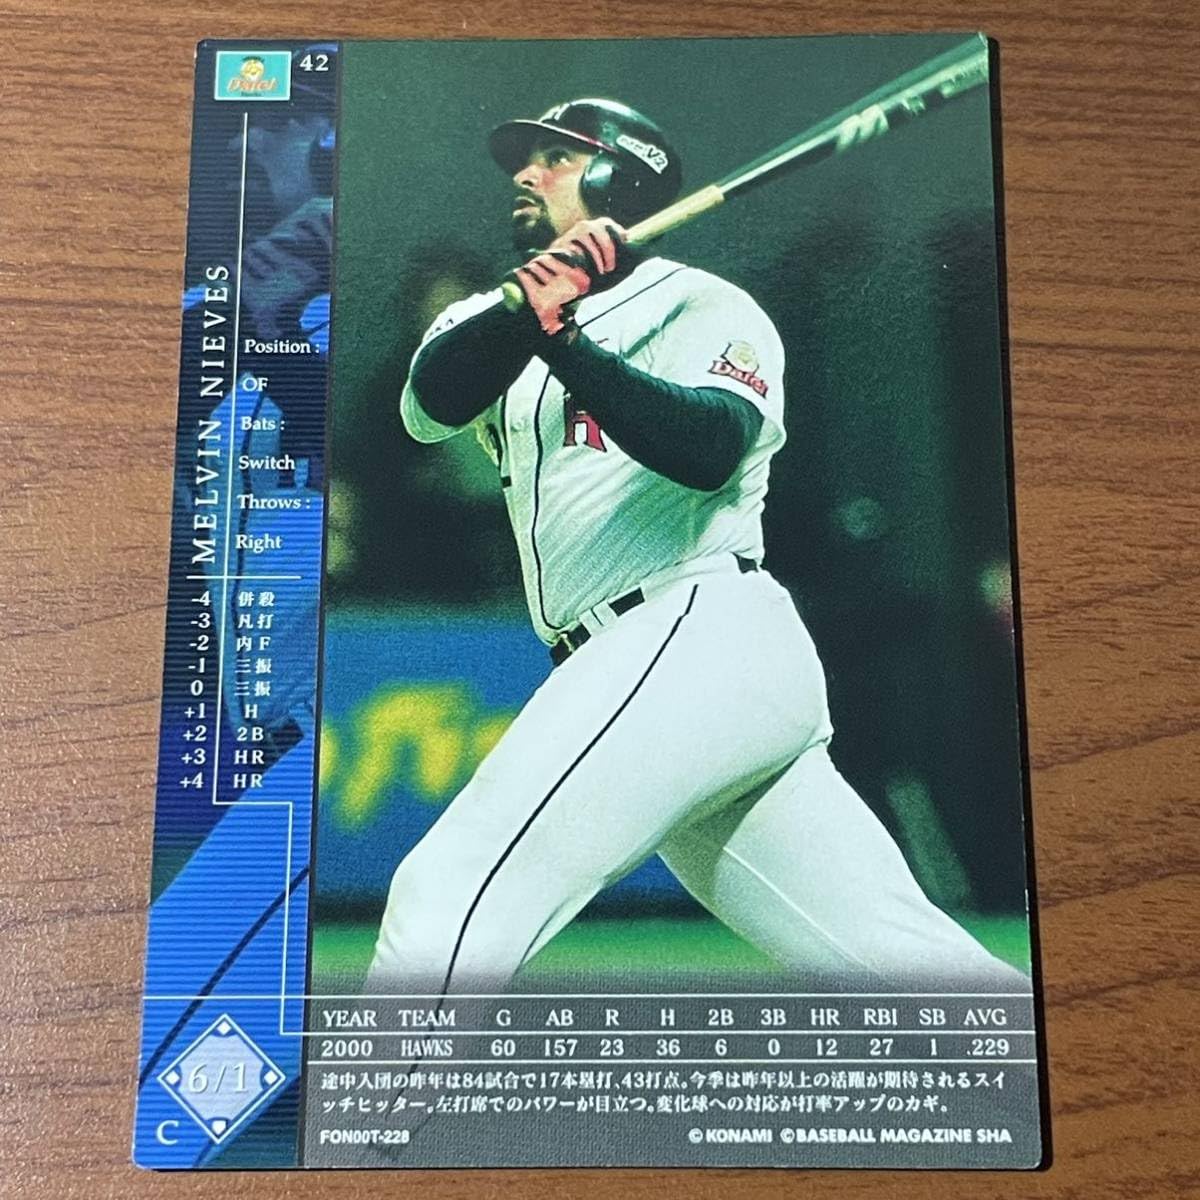 42
Daiei
MELVIN NIEVES
Position :
OF
Bats :
Switch
Throws :
Right
-4 併殺
-3 凡打
-2 内F
-1 三振
0 三振
+1 H
+2 2B
+3 HR
+4 HR
V2
Daiei
YEAR TEAM G AB R H 2B 3B HR RBI SB AVG
2000 HAWKS 60 157 23 36 6 0 12 27 1 .229
途中入団の昨年は84試合で17本塁打、43打点。今季は昨年以上の活躍が期待されるスイ
ッチヒッター。左打席でのパワーが目立つ。変化球への対応が打率アップのカギ。
6/1
C
FON00T-228
©KONAMI ©BASEBALL MAGAZINE SHA